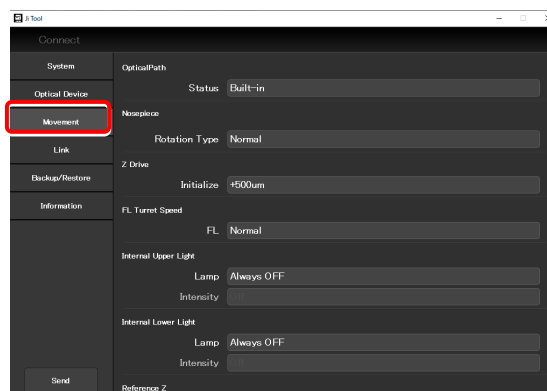 Ji Tool
Connect
System
Optical Device
Movement
Link
Backup/Restore
Information
Send
OpticalPath
Status Built-in
Nosepiece
Rotation Type Normal
Z Drive
Initialize +500um
FL Turret Speed
FL Normal
Internal Upper Light
Lamp Always OFF
Intensity
Internal Lower Light
Lamp Always OFF
Intensity
Reference Z